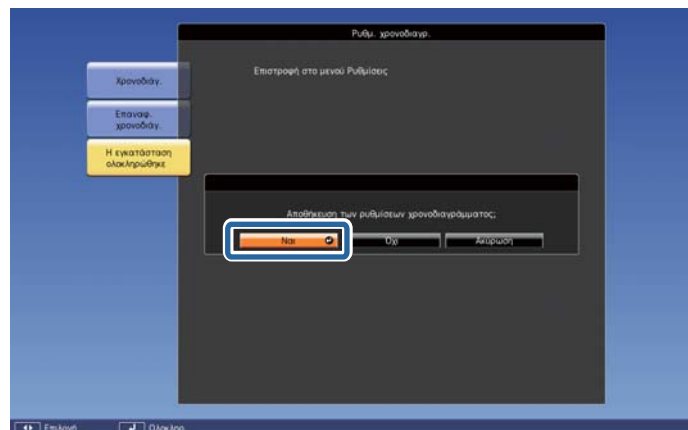 Ρυθμ. χρονοδιαγρ.
Επιστροφή στο μενού Ρυθμίσεις
Χρονοδιάγ.
Επαναφ.
χρονοδιάγ.
Η εγκατάσταση
ολοκληρώθηκε
Αποθήκευση των ρυθμίσεων χρονοδιαγράμματος;
Ναι Όχι Ακύρωση
Επιλογή Ολοκληρ.